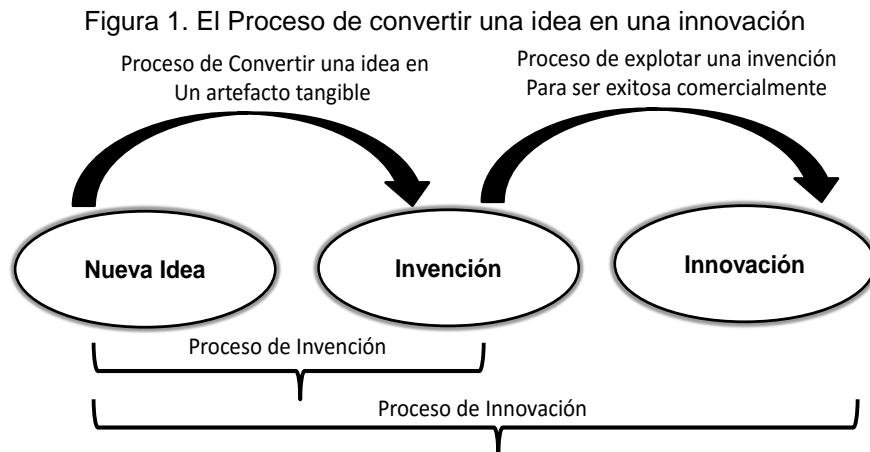 Figura 1. El Proceso de convertir una idea en una innovación
Proceso de Convertir una idea en
Un artefacto tangible
Proceso de explotar una invención
Para ser exitosa comercialmente
Nueva Idea
Invención
Innovación
Proceso de Invención
Proceso de Innovación